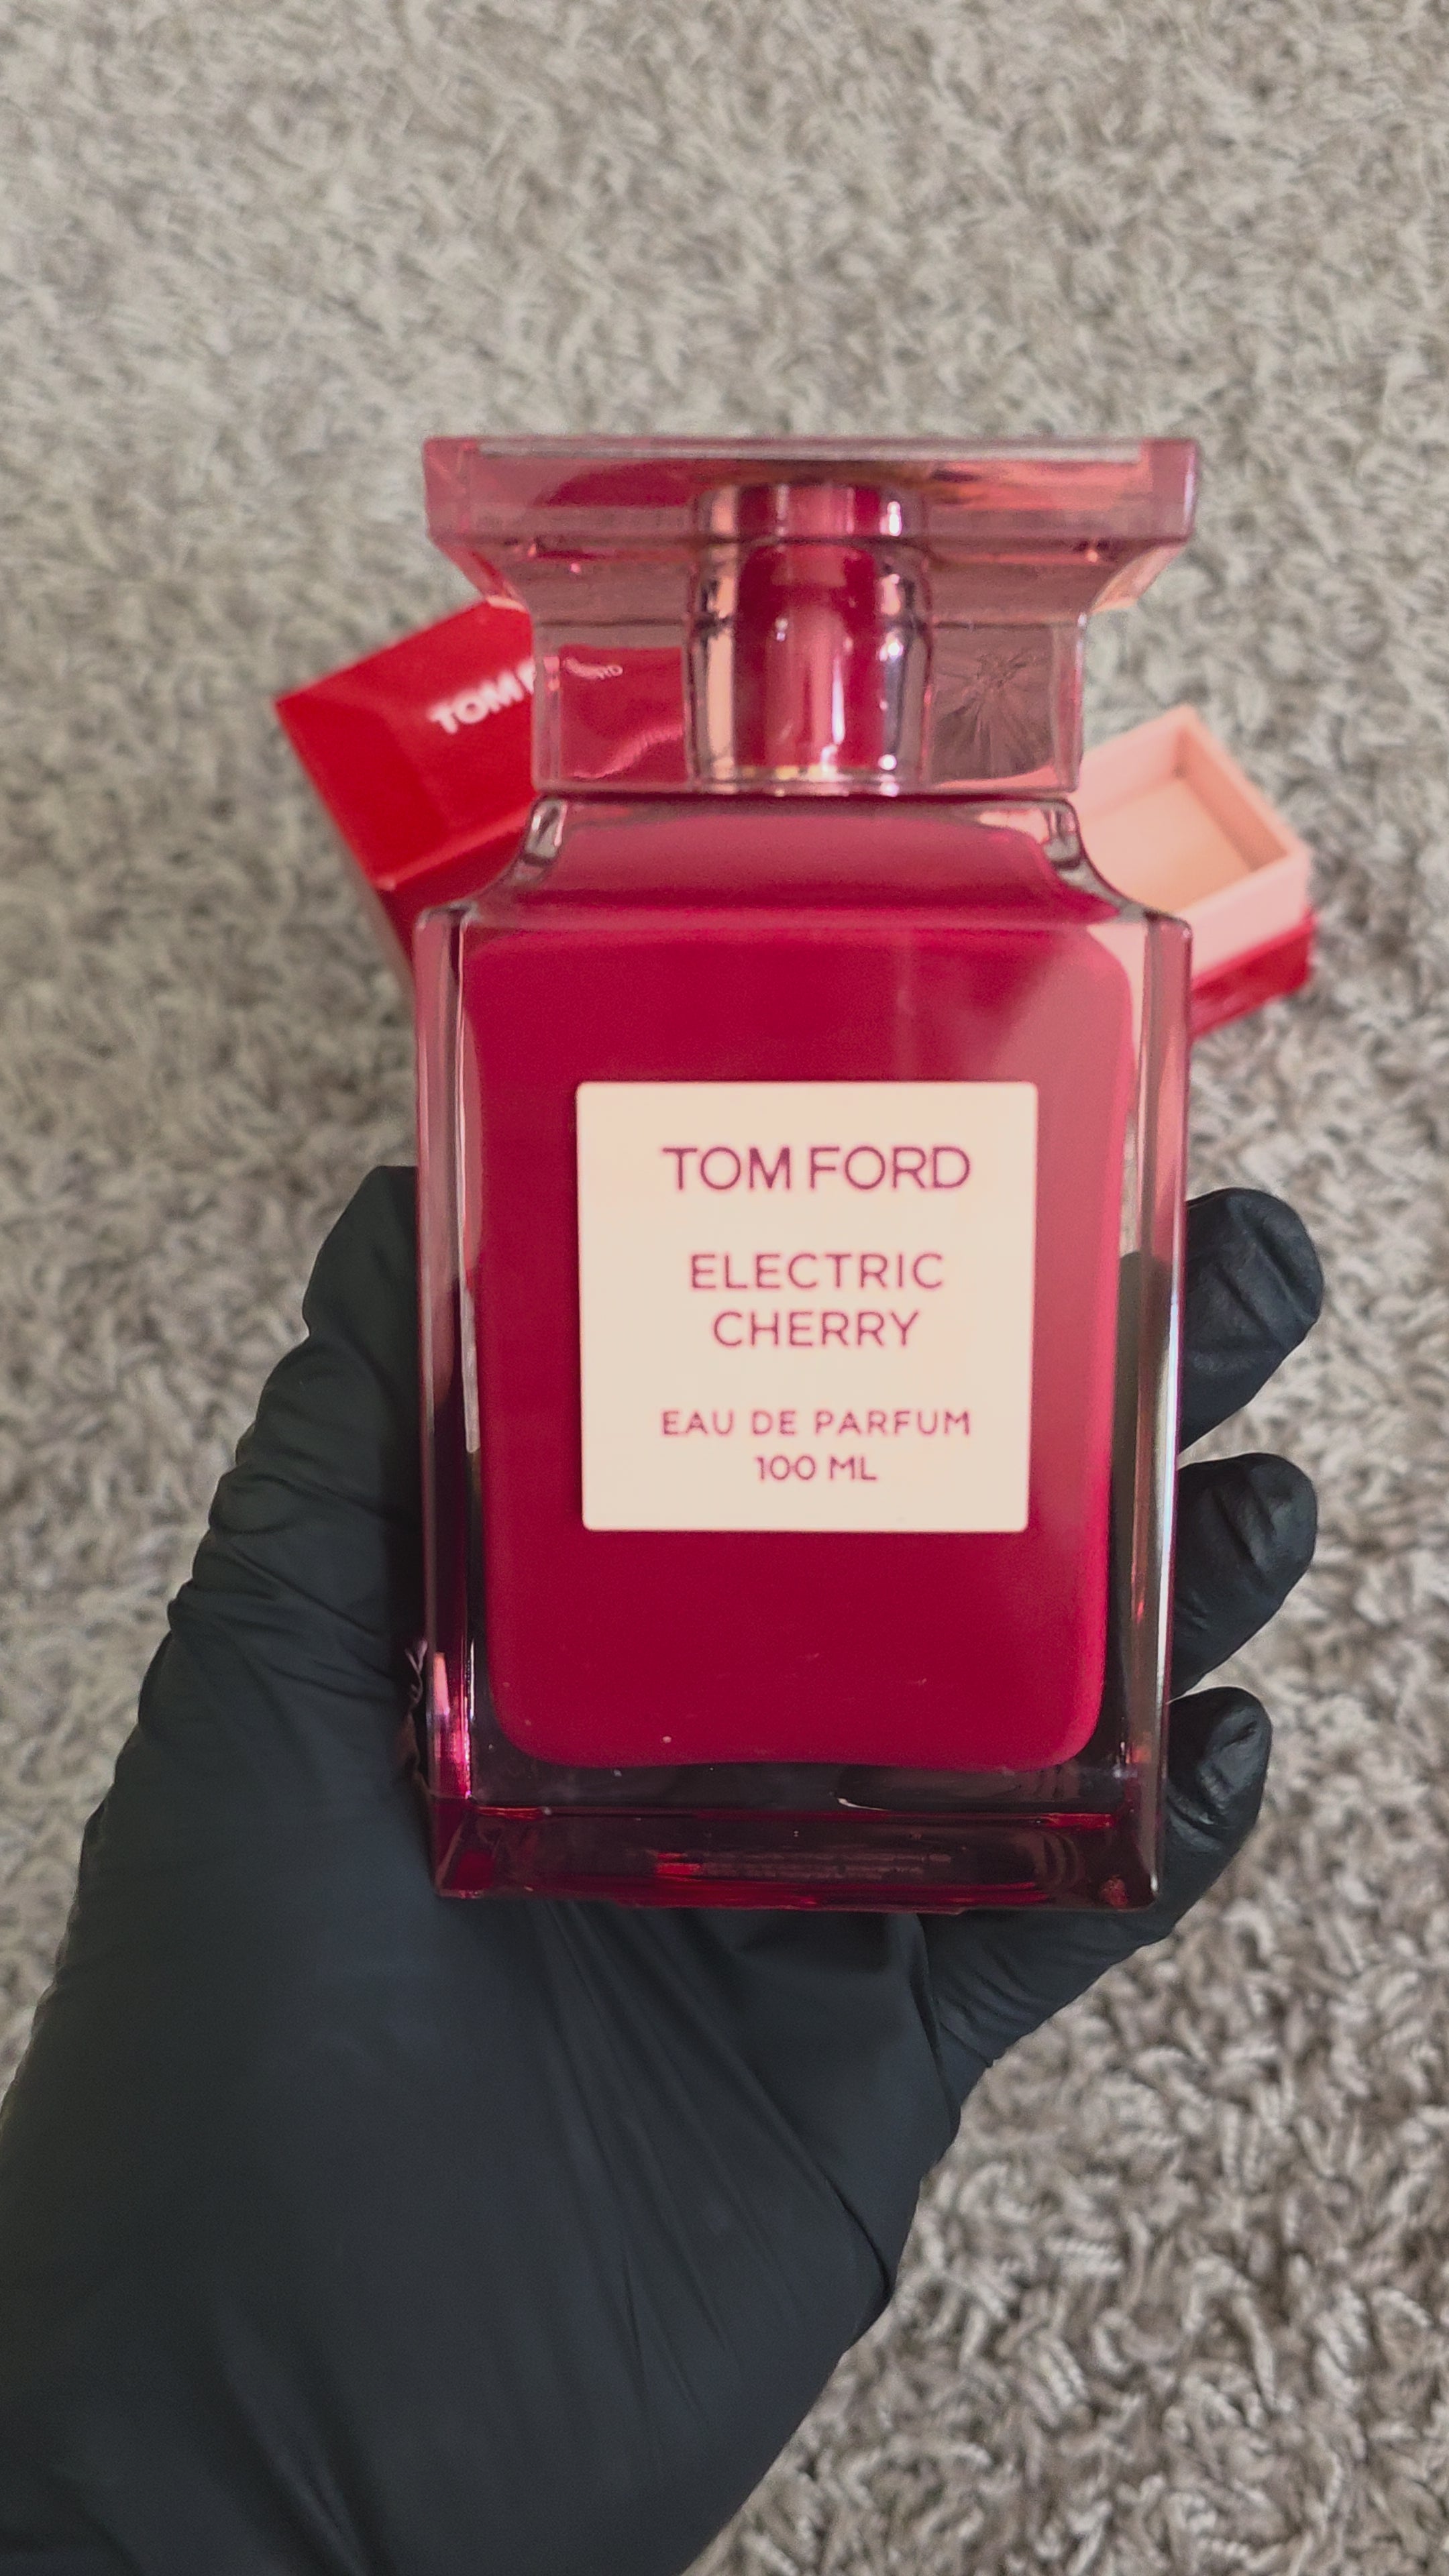 TOM F
TOM FORD
ELECTRIC
CHERRY
EAU DE PARFUM
100 ML